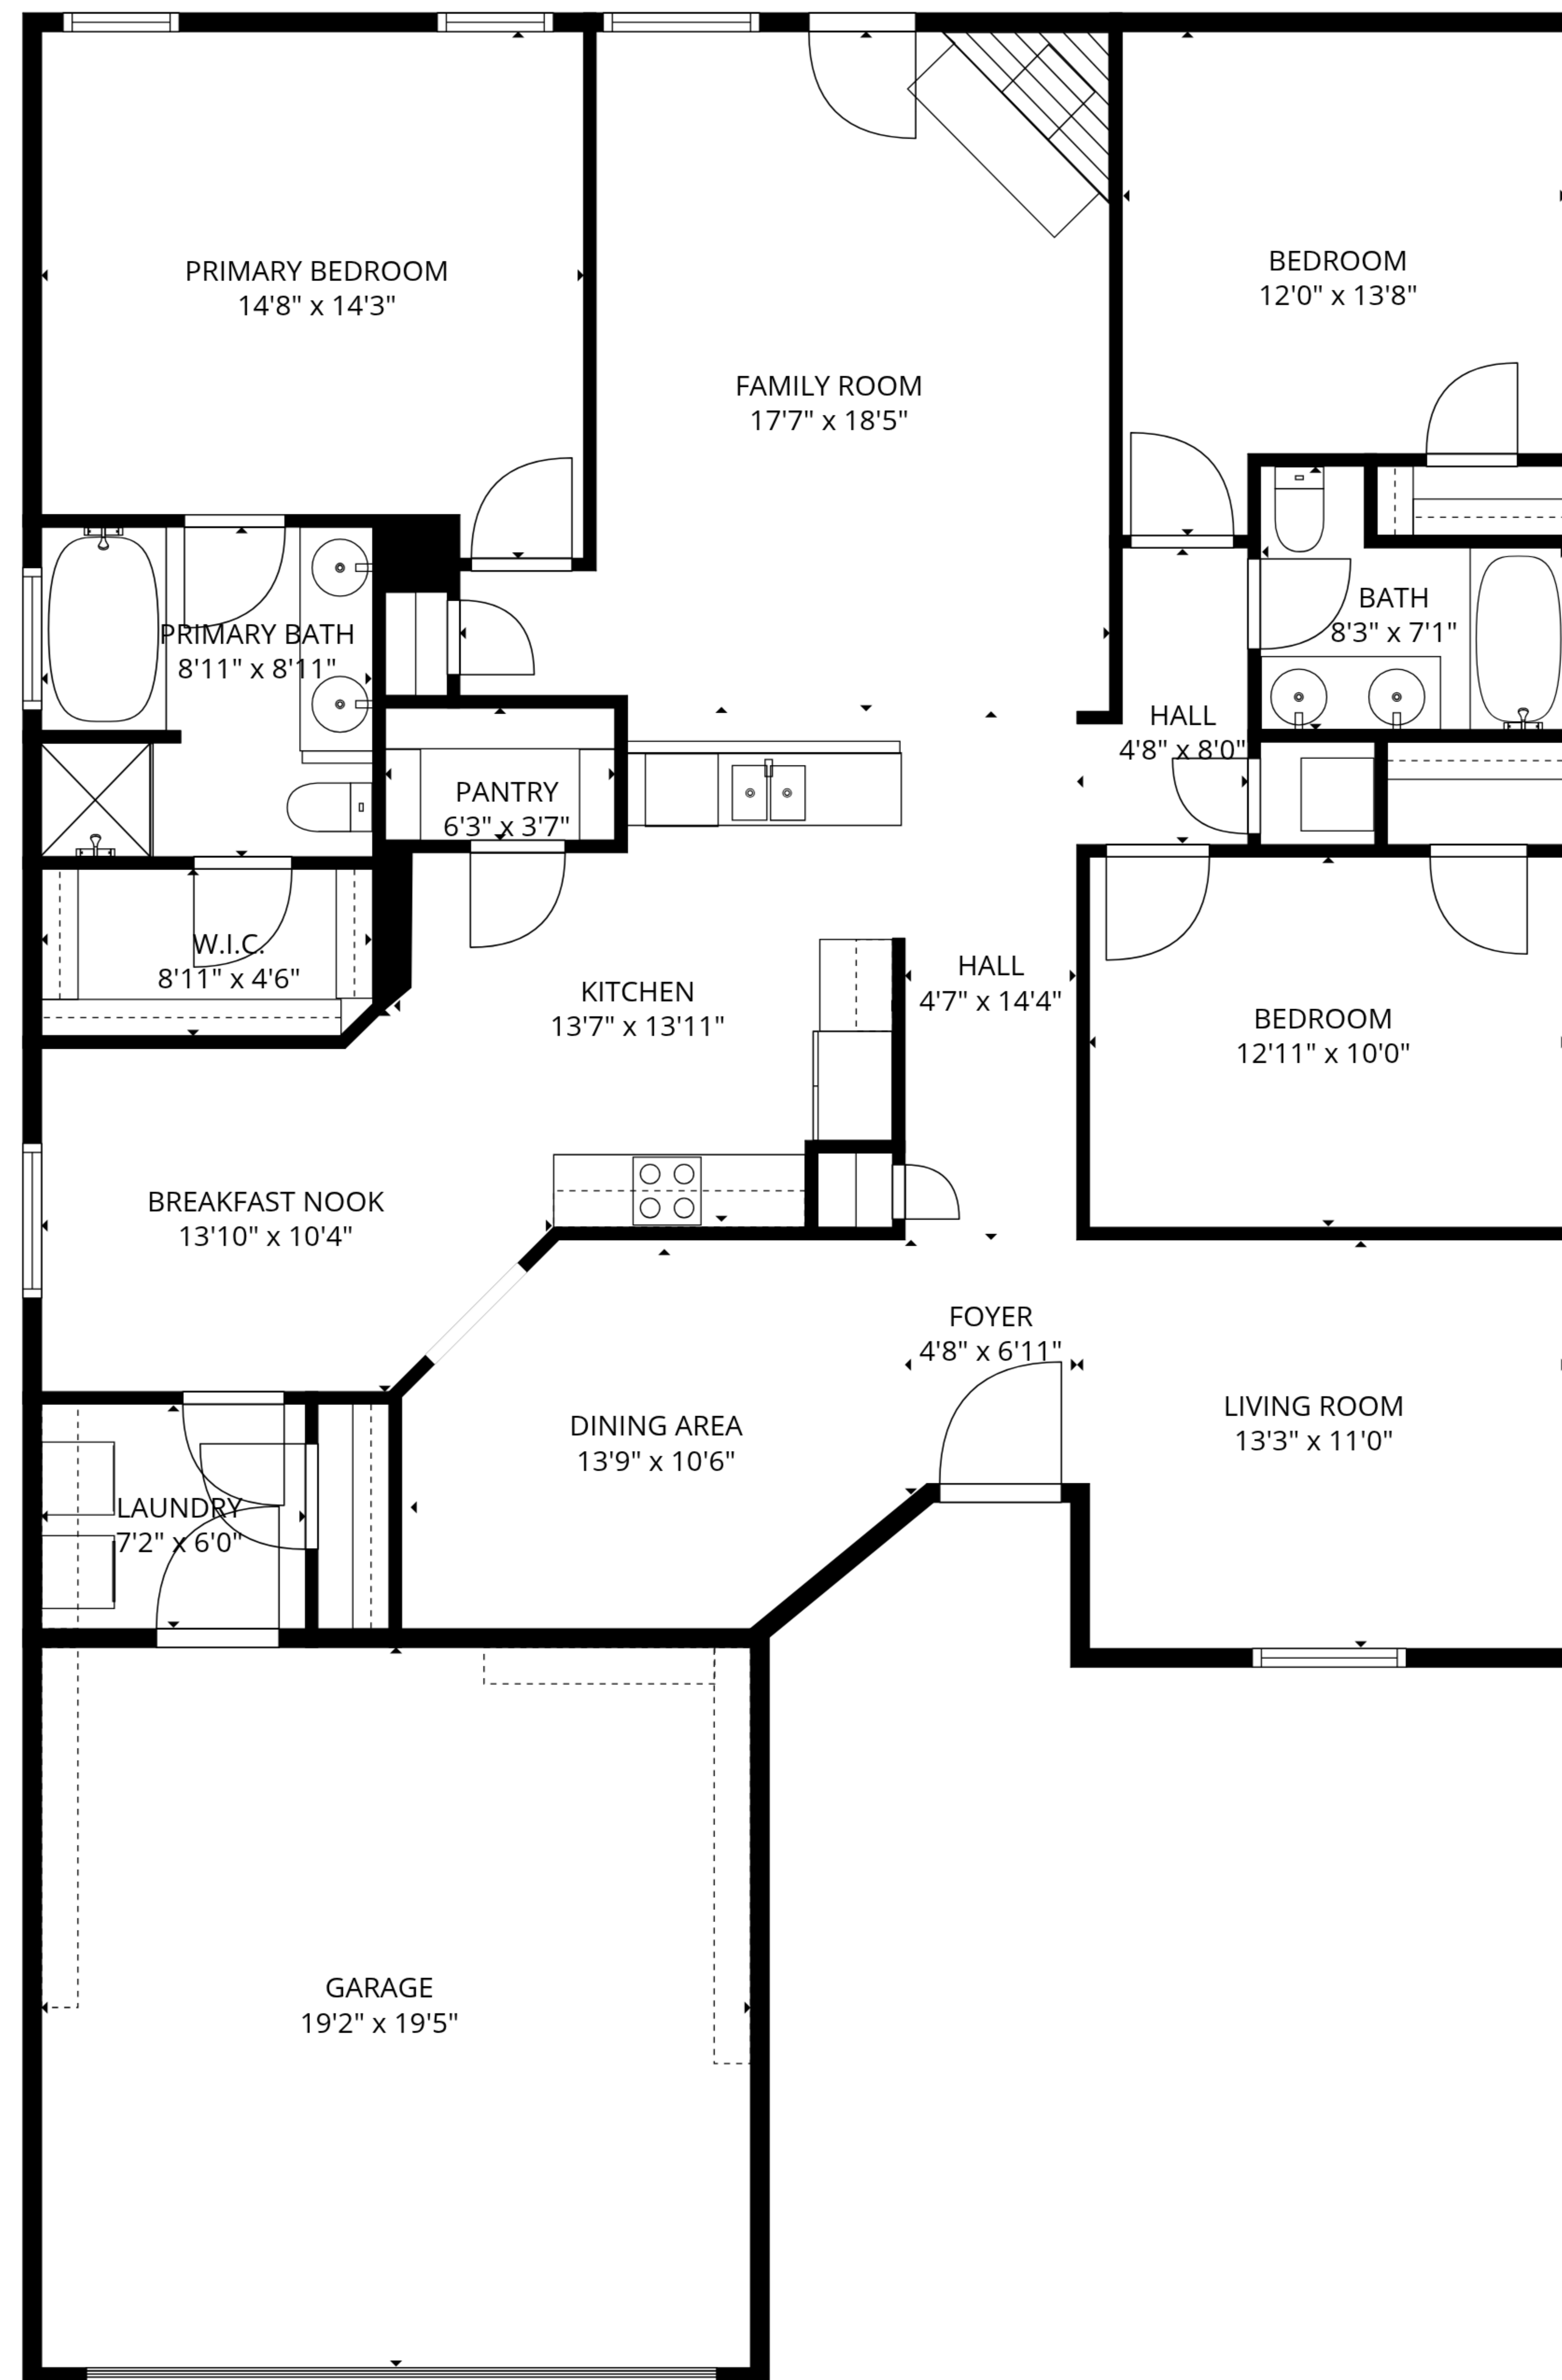 PRIMARY BEDROOM
14'8" x 14'3"
FAMILY ROOM
17'7" x 18'5"
BEDROOM
12'0" x 13'8"
PRIMARY BATH
8'11" x 8'11"
BATH
8'3" x 7'1"
HALL
4'8" x 8'0"
PANTRY
6'3" x 3'7"
W.I.C.
8'11" x 4'6"
KITCHEN
13'7" x 13'11"
HALL
4'7" x 14'4"
BEDROOM
12'11" x 10'0"
BREAKFAST NOOK
13'10" x 10'4"
FOYER
4'8" x 6'11"
DINING AREA
13'9" x 10'6"
LIVING ROOM
13'3" x 11'0"
LAUNDRY
7'2" x 6'0"
GARAGE
19'2" x 19'5"